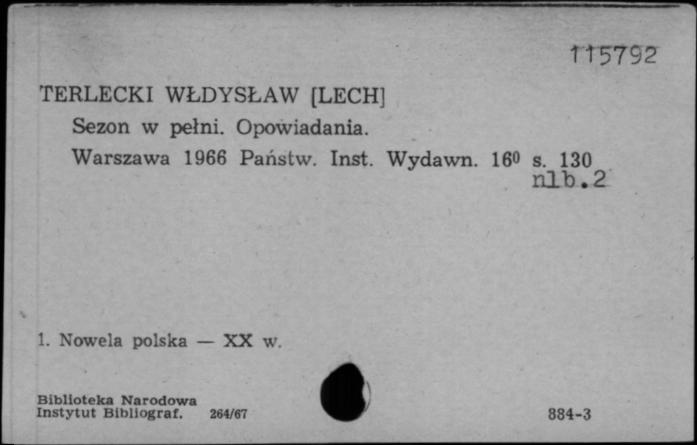 115792
TERLECKI WŁDYSŁAW [LECH]
Sezon w pełni. Opowiadania.
Warszawa 1966 Państw. Inst. Wydawn. 16⁰ s. 130
nlb.2
1. Nowela polska — XX w.
Biblioteka Narodowa
Instytut Bibliograf. 264/67
884-3